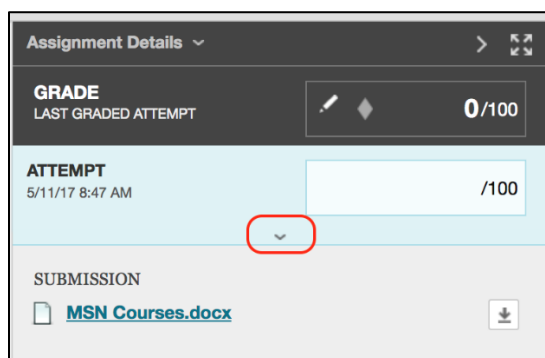 Assignment Details
GRADE
LAST GRADED ATTEMPT
0/100
ATTEMPT
5/11/17 8:47 AM
/100
SUBMISSION
MSN Courses.docx